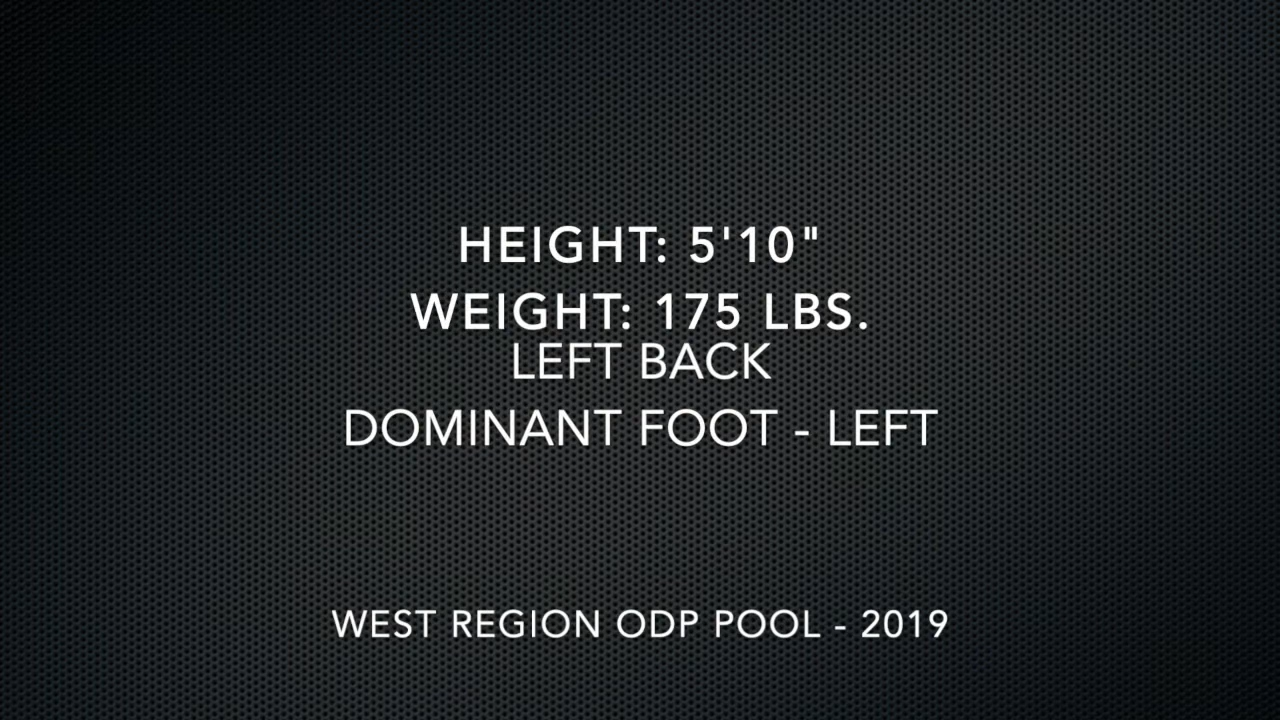 HEIGHT: 5'10"
WEIGHT: 175 LBS.
LEFT BACK
DOMINANT FOOT - LEFT
WEST REGION ODP POOL - 2019